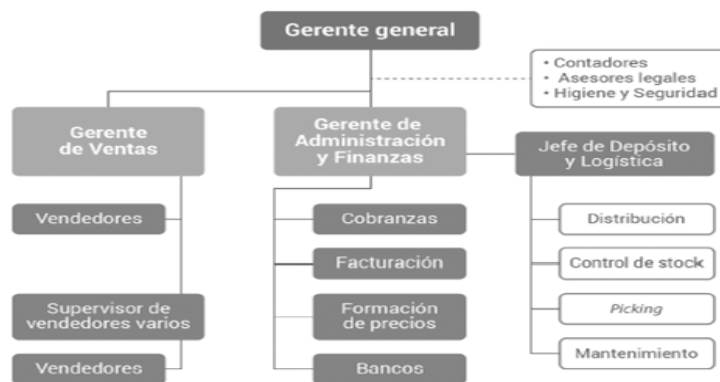 Gerente general
• Contadores
• Asesores legales
• Higiene y Seguridad
Gerente
de Ventas
Gerente de
Administración
y Finanzas
Jefe de Depósito
y Logística
Vendedores
Cobranzas
Distribución
Facturación
Control de stock
Supervisor de
vendedores varios
Formación
de precios
Picking
Vendedores
Bancos
Mantenimiento